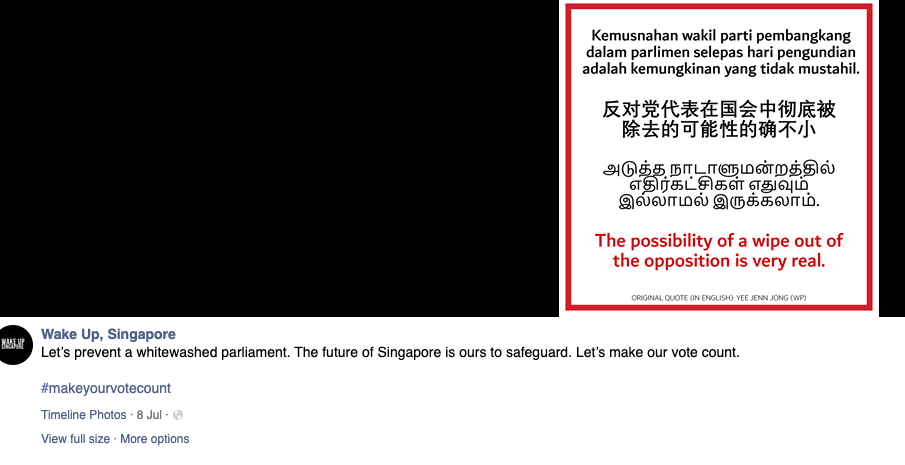 Kemusnahan wakil parti pembangkang
dalam parlimen selepas hari pengundian
adalah kemungkinan yang tidak mustahil.
反对党代表在国会中彻底被
除去的可能性的确不小
அடுத்த நாடாளுமன்றத்தில்
எதிர்கட்சிகள் எதுவும்
இல்லாமல் இருக்கலாம்.
The possibility of a wipe out of
the opposition is very real.
ORIGINAL QUOTE (IN ENGLISH): YEE JENN JONG (WP)
WAKE UP
SINGAPORE
Wake Up, Singapore
Let's prevent a whitewashed parliament. The future of Singapore is ours to safeguard. Let's make our vote count.
#makeyourvotecount
Timeline Photos · 8 Jul ·
View full size · More options